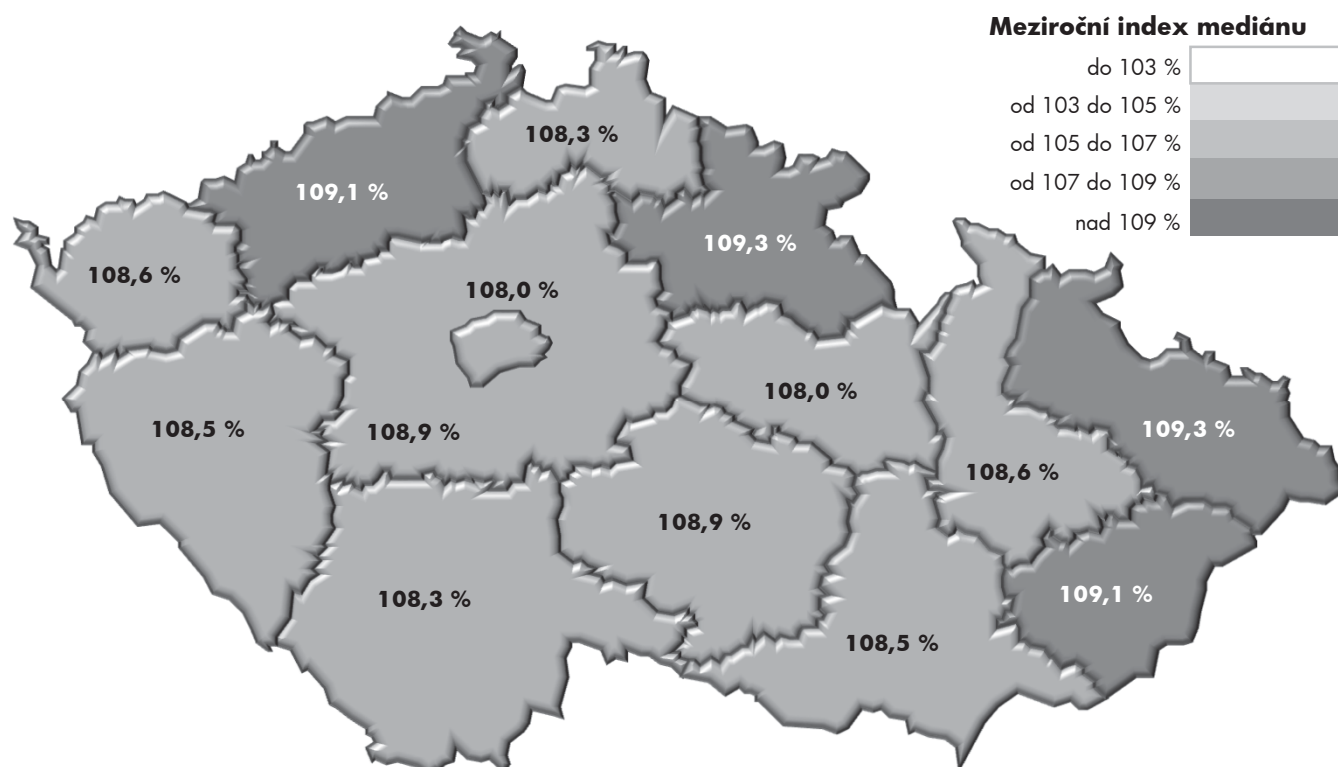 Meziroční index mediánu
do 103 %
od 103 do 105 %
od 105 do 107 %
od 107 do 109 %
nad 109 %
108,3 %
109,1 %
109,3 %
108,6 %
108,0 %
108,0 %
108,5 %
108,9 %
109,3 %
108,6 %
108,9 %
109,1 %
108,3 %
108,5 %